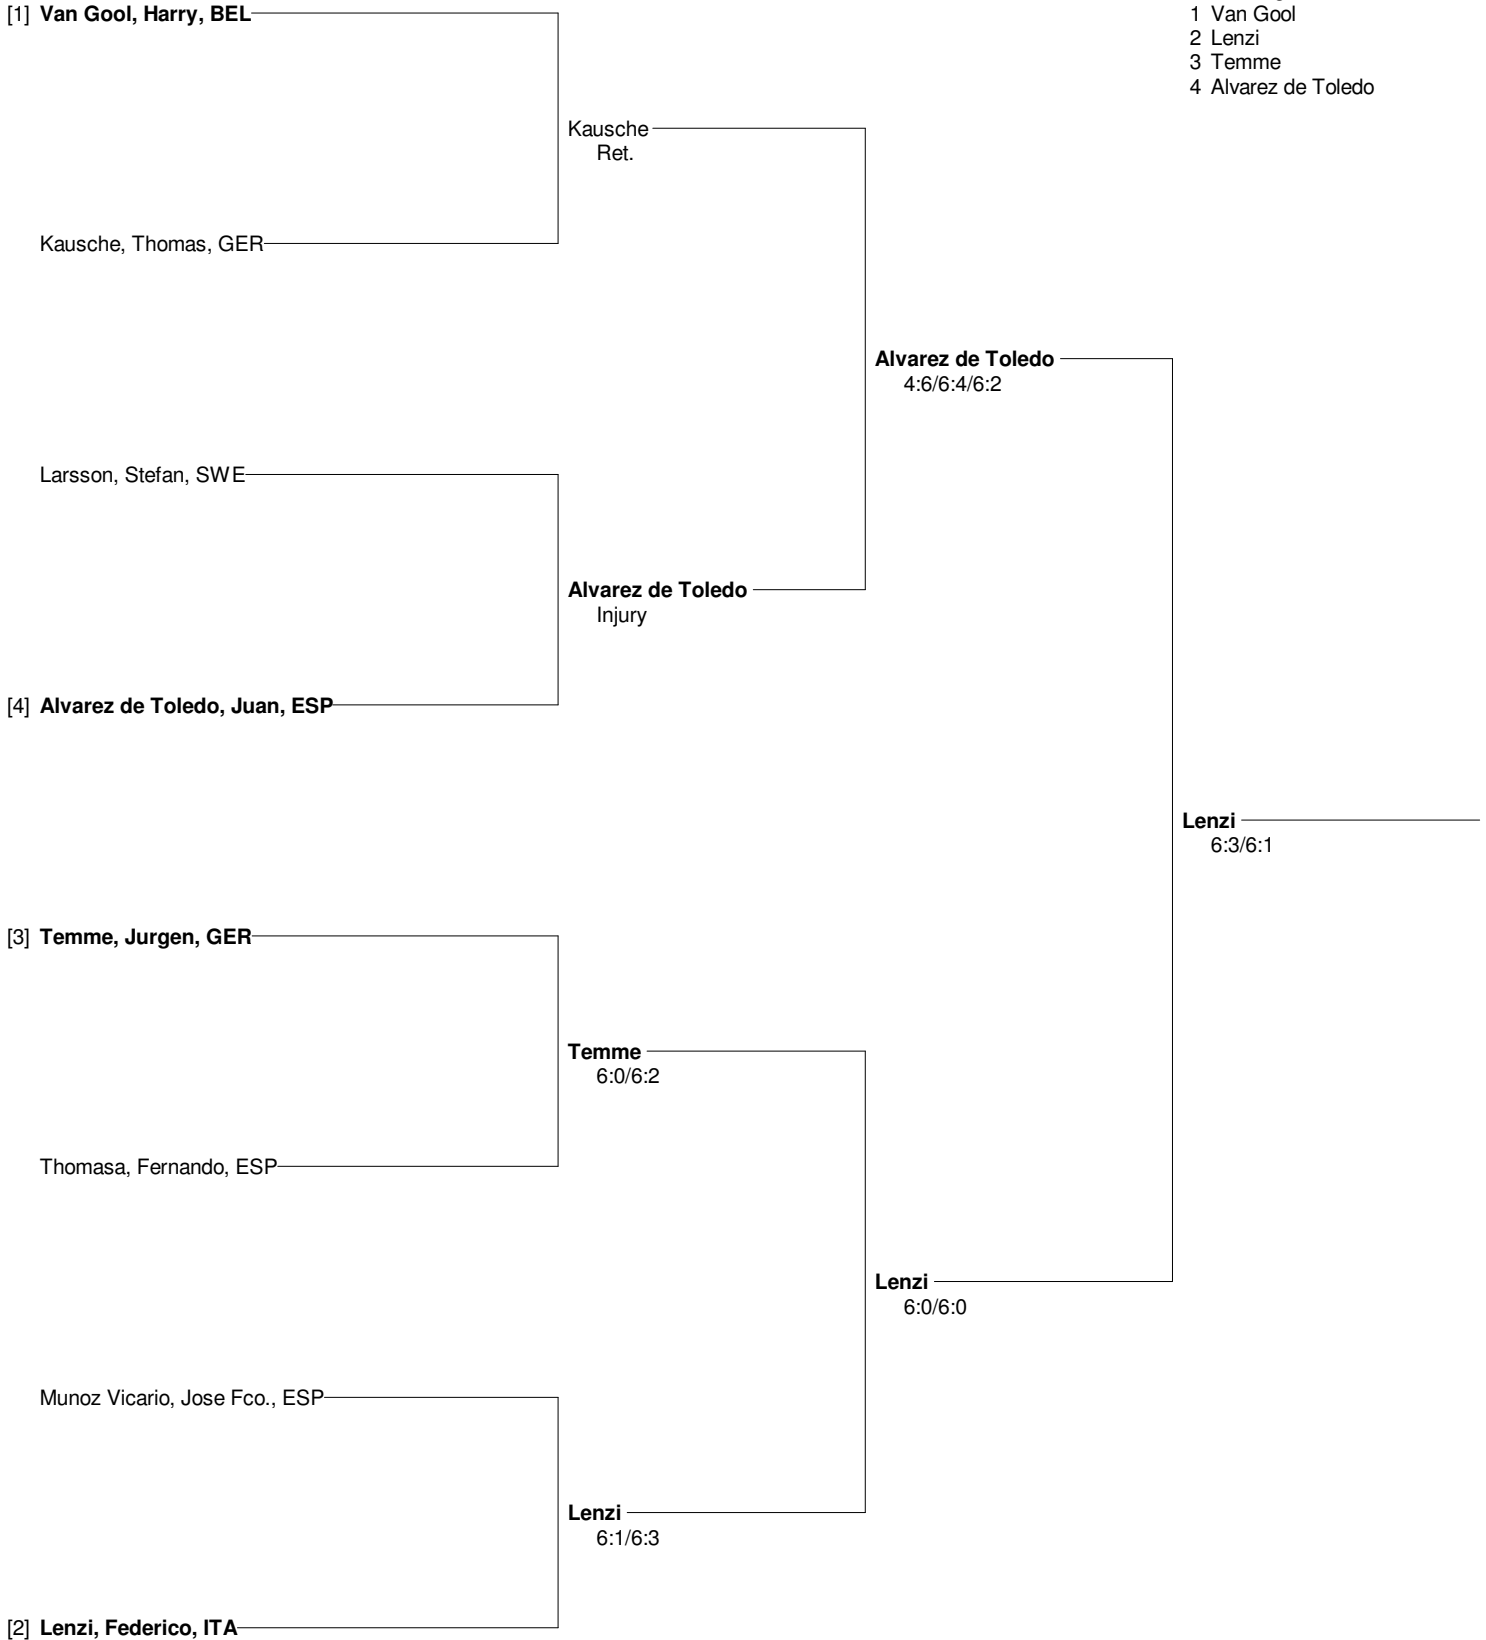 [1] Van Gool, Harry, BEL
1 Van Gool
2 Lenzi
3 Temme
4 Alvarez de Toledo
Kausche
Ret.
Kausche, Thomas, GER
Alvarez de Toledo
4:6/6:4/6:2
Larsson, Stefan, SWE
Alvarez de Toledo
Injury
[4] Alvarez de Toledo, Juan, ESP
Lenzi
6:3/6:1
[3] Temme, Jurgen, GER
Temme
6:0/6:2
Thomasa, Fernando, ESP
Lenzi
6:0/6:0
Munoz Vicario, Jose Fco., ESP
Lenzi
6:1/6:3
[2] Lenzi, Federico, ITA